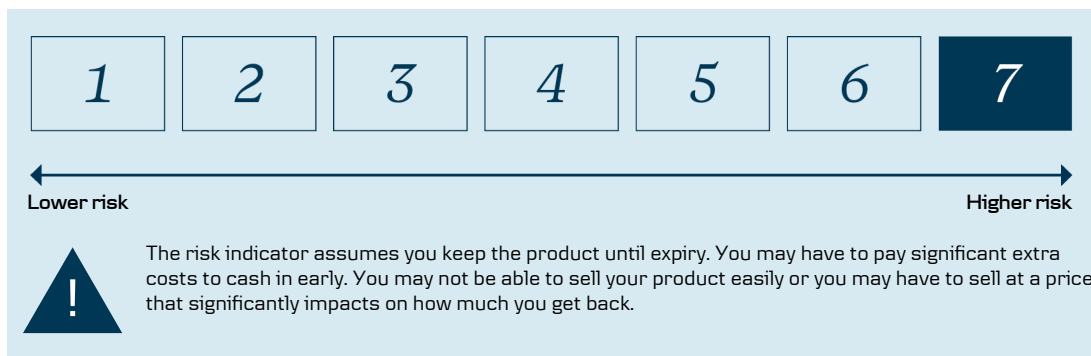 1 2 3 4 5 6 7
Lower risk Higher risk
! The risk indicator assumes you keep the product until expiry. You may have to pay significant extra
costs to cash in early. You may not be able to sell your product easily or you may have to sell at a price
that significantly impacts on how much you get back.